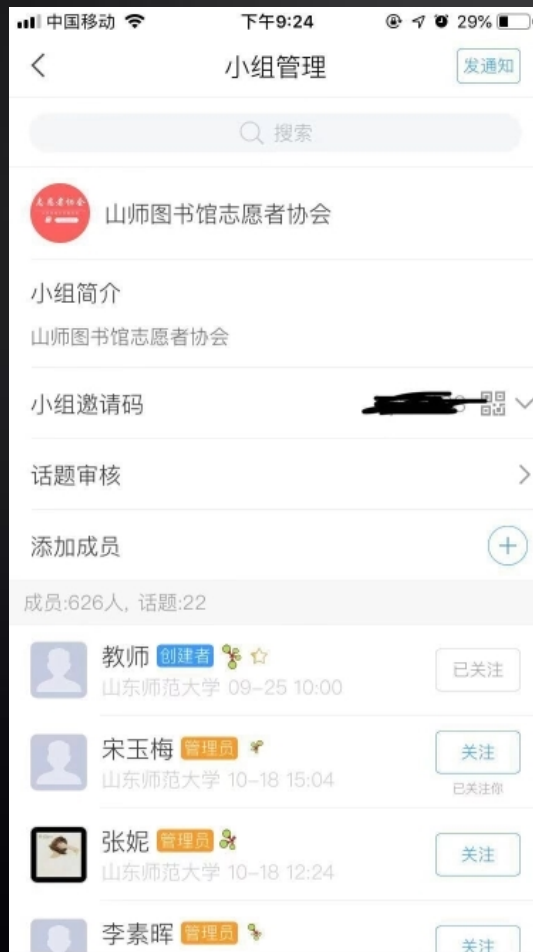 中国移动 下午9:24 29%
小组管理 发通知
搜索
志愿者协会
山师图书馆志愿者协会
小组简介
山师图书馆志愿者协会
小组邀请码
话题审核
添加成员
成员:626人, 话题:22
教师 创建者
已关注
山东师范大学 09-25 10:00
宋玉梅 管理员
关注
山东师范大学 10-18 15:04
已关注你
张妮 管理员
关注
山东师范大学 10-18 12:24
李素晖 管理员
关注